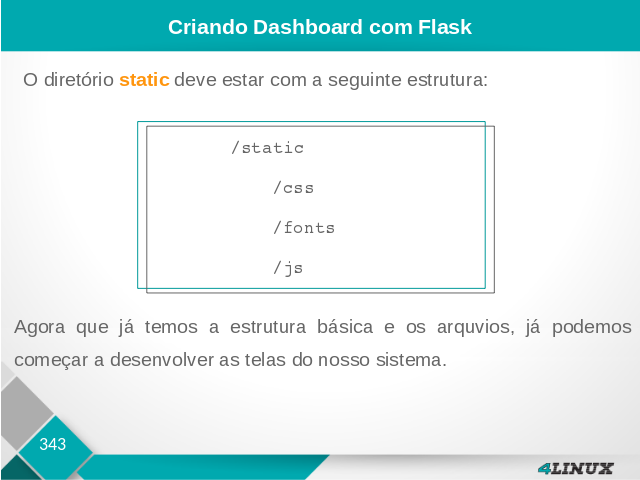 Criando Dashboard com Flask
O diretório static deve estar com a seguinte estrutura:
/static
/css
/fonts
/js
Agora que já temos a estrutura básica e os arquvios, já podemos
começar a desenvolver as telas do nosso sistema.
343
4LINUX